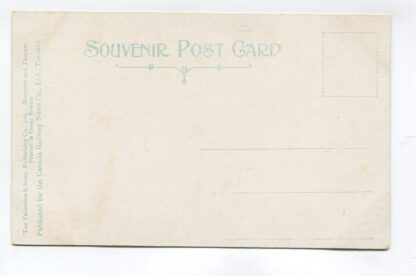 SOUVENIR POST CARD
The Valentine & Sons' Publishing Co., Ltd., Montreal and Toronto
Printed in Great Britain
Published for the Canada Railway News Co., Ltd., Toronto